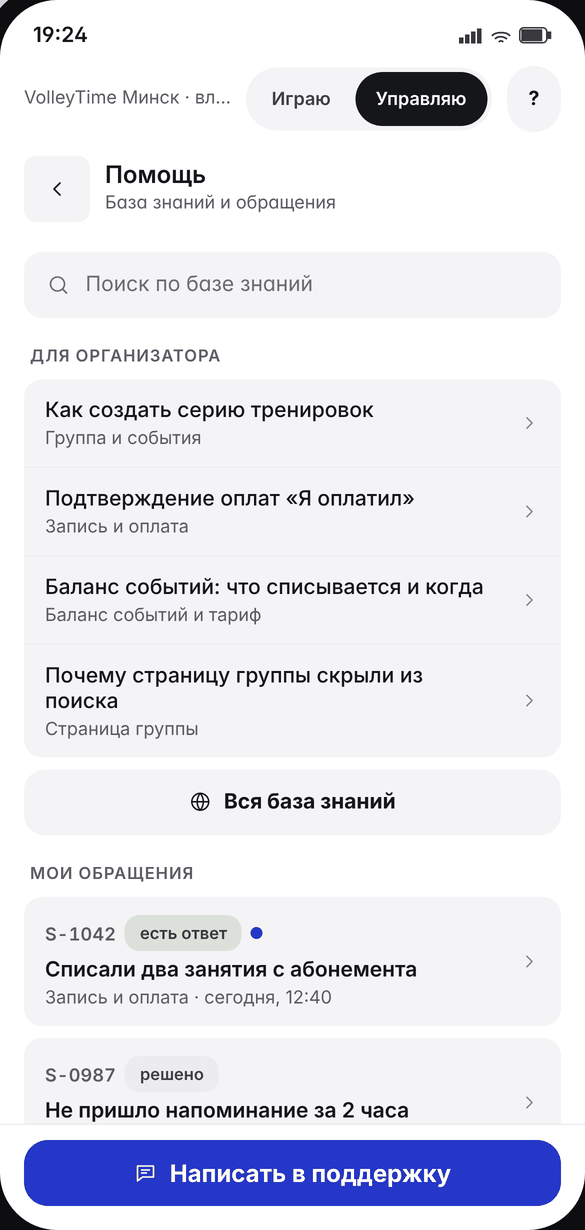 19:24
VolleyTime Минск · вл...
Играю
Управляю
?
Помощь
База знаний и обращения
Поиск по базе знаний
ДЛЯ ОРГАНИЗАТОРА
Как создать серию тренировок
Группа и события
Подтверждение оплат «Я оплатил»
Запись и оплата
Баланс событий: что списывается и когда
Баланс событий и тариф
Почему страницу группы скрыли из
поиска
Страница группы
Вся база знаний
МОИ ОБРАЩЕНИЯ
S-1042 есть ответ
Списали два занятия с абонемента
Запись и оплата · сегодня, 12:40
S-0987 решено
Не пришло напоминание за 2 часа
Написать в поддержку